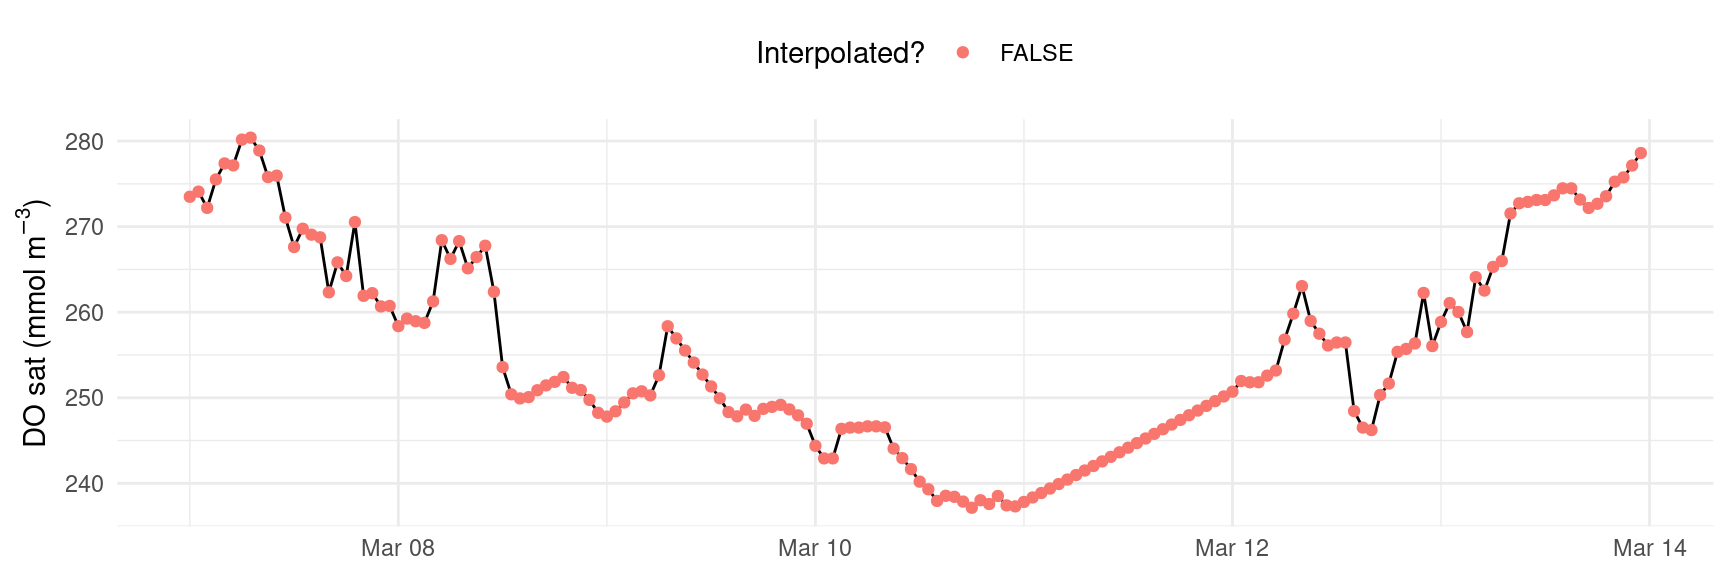 Interpolated? FALSE
DO sat (mmol m⁻³)
280
270
260
250
240
Mar 08 Mar 10 Mar 12 Mar 14